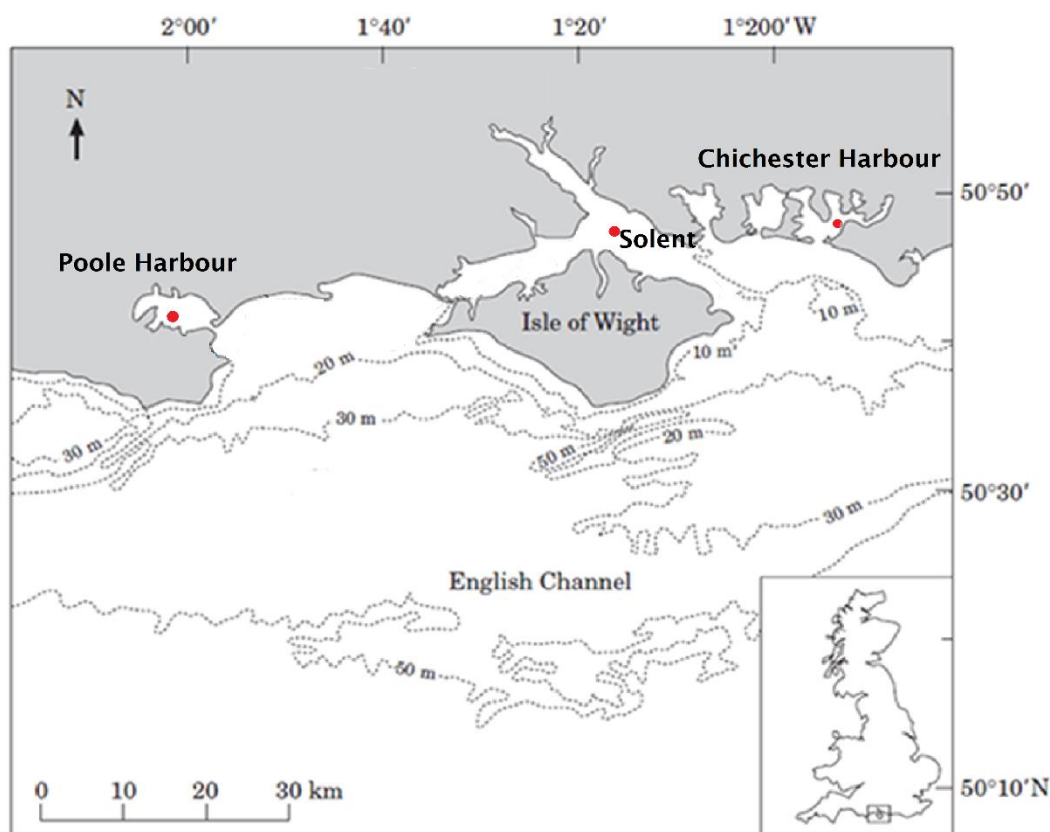 2°00′ 1°40′ 1°20′ 1°200′ W
N
Chichester Harbour
50°50′
Solent
Poole Harbour
10 m
Isle of Wight
10 m
20 m
30 m
20 m
30 m
50 m
50°30′
30 m
English Channel
50 m
50°10′N
0 10 20 30 km